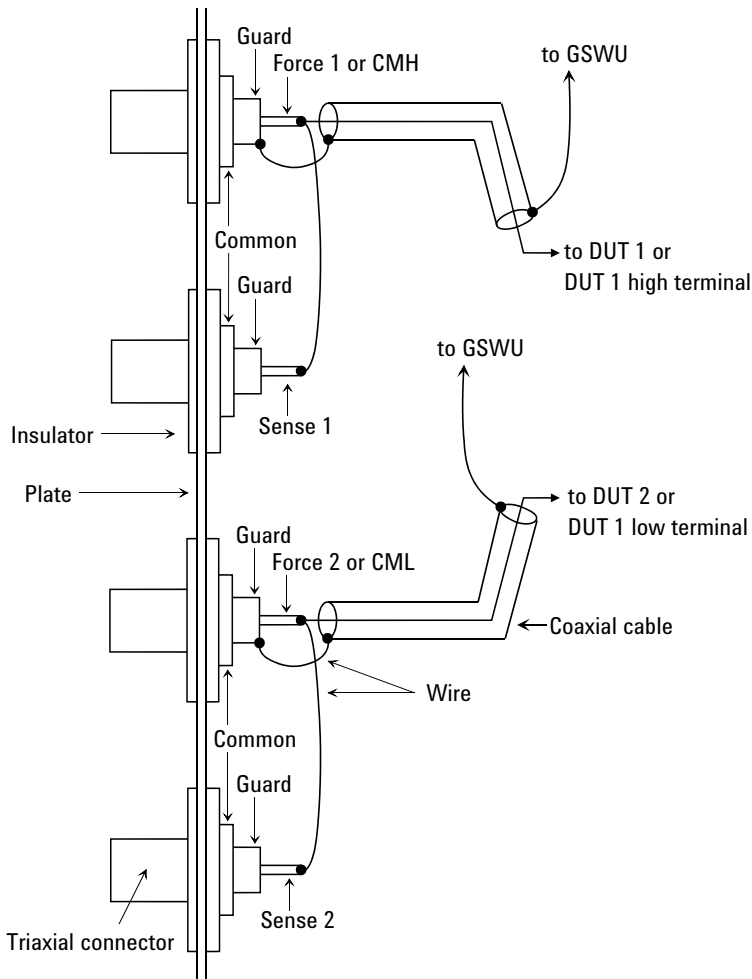 Guard
Force 1 or CMH
to GSWU
Common
to DUT 1 or
DUT 1 high terminal
Guard
to GSWU
Sense 1
Insulator
Plate
to DUT 2 or
DUT 1 low terminal
Guard
Force 2 or CML
Coaxial cable
Wire
Common
Guard
Sense 2
Triaxial connector